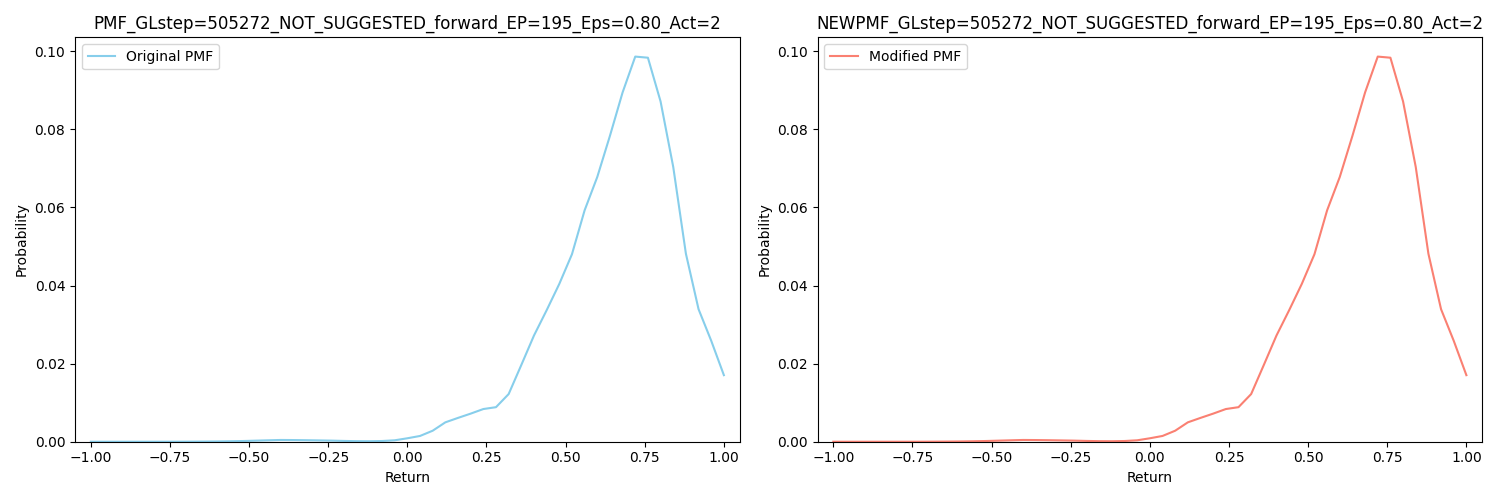 PMF_GLstep=505272_NOT_SUGGESTED_forward_EP=195_Eps=0.80_Act=2
Original PMF
0.10
0.08
0.06
0.04
0.02
0.00
Probability
−1.00 −0.75 −0.50 −0.25 0.00 0.25 0.50 0.75 1.00
Return
NEWPMF_GLstep=505272_NOT_SUGGESTED_forward_EP=195_Eps=0.80_Act=2
Modified PMF
0.10
0.08
0.06
0.04
0.02
0.00
Probability
−1.00 −0.75 −0.50 −0.25 0.00 0.25 0.50 0.75 1.00
Return